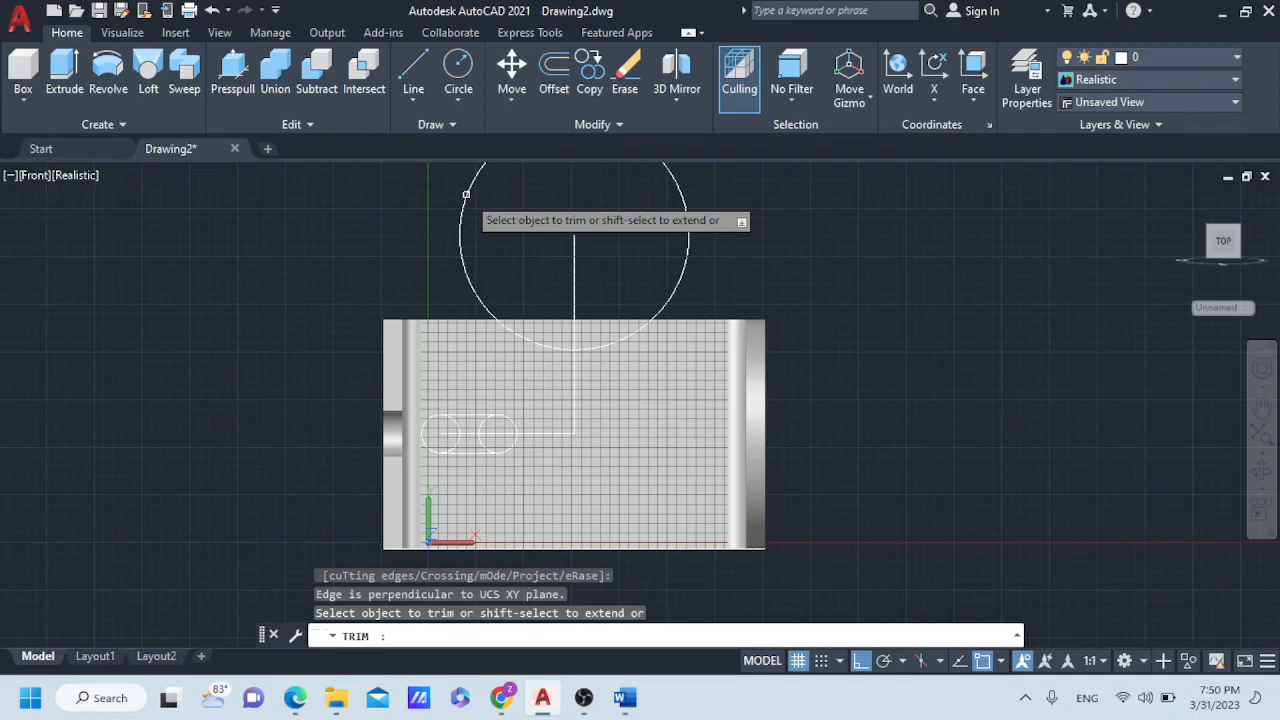 Autodesk AutoCAD 2021 Drawing2.dwg
Type a keyword or phrase
Sign In
Home Visualize Insert View Manage Output Add-ins Collaborate Express Tools Featured Apps
Box Extrude Revolve Loft Sweep Presspull Union Subtract Intersect Line Circle Move Offset Copy Erase 3D Mirror Culling No Filter Move Gizmo World X Face Layer Properties
0
Realistic
Unsaved View
Create Edit Draw Modify Selection Coordinates Layers & View
Start Drawing2*
[−][Front][Realistic]
Select object to trim or shift-select to extend or
TOP
Unnamed
Y
Z
X
[cuTting edges/Crossing/mOde/Project/eRase]:
Edge is perpendicular to UCS XY plane.
Select object to trim or shift-select to extend or
TRIM :
Model Layout1 Layout2
MODEL 1:1
Search
83°
Z
A
W
ENG
7:50 PM
3/31/2023